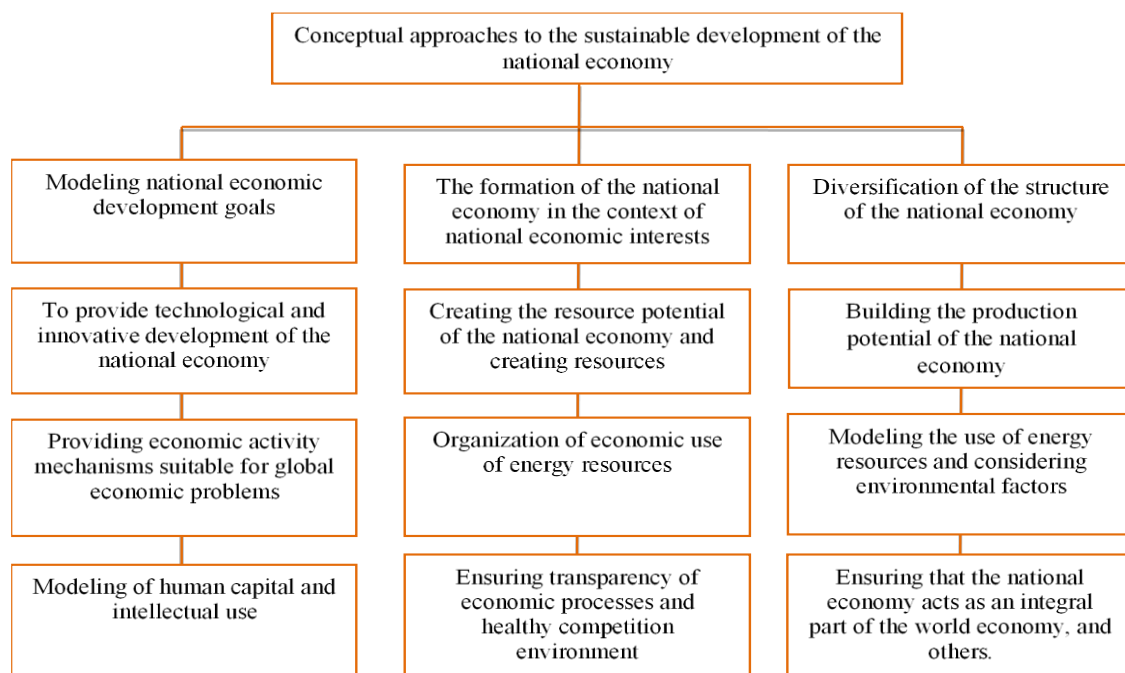 Conceptual approaches to the sustainable development of the
national economy
Modeling national economic
development goals
The formation of the national
economy in the context of
national economic interests
Diversification of the structure
of the national economy
To provide technological and
innovative development of the
national economy
Creating the resource potential
of the national economy and
creating resources
Building the production
potential of the national
economy
Providing economic activity
mechanisms suitable for global
economic problems
Organization of economic use
of energy resources
Modeling the use of energy
resources and considering
environmental factors
Modeling of human capital and
intellectual use
Ensuring transparency of
economic processes and
healthy competition
environment
Ensuring that the national
economy acts as an integral
part of the world economy, and
others.